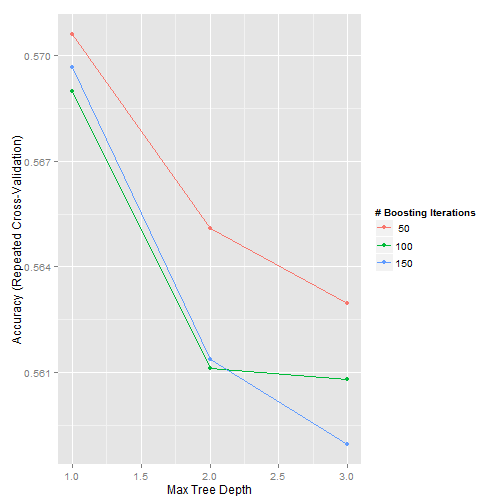 Accuracy (Repeated Cross-Validation)
0.570
0.567
0.564
0.561
1.0 1.5 2.0 2.5 3.0
Max Tree Depth
# Boosting Iterations
50
100
150